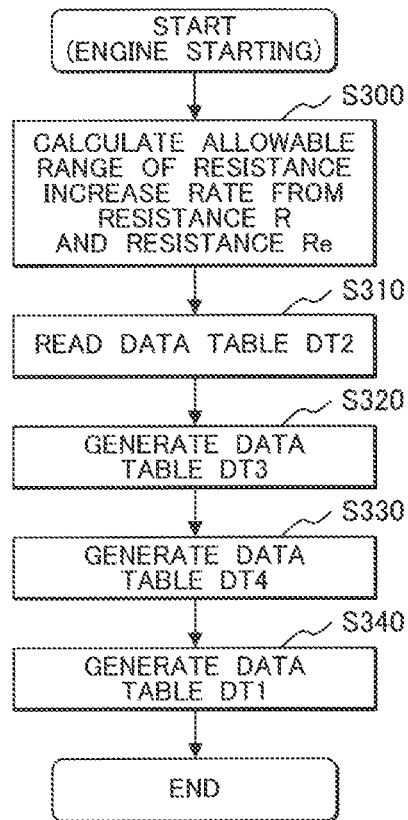 START
(ENGINE STARTING)
S300
CALCULATE ALLOWABLE
RANGE OF RESISTANCE
INCREASE RATE FROM
RESISTANCE R
AND RESISTANCE Re
S310
READ DATA TABLE DT2
S320
GENERATE DATA
TABLE DT3
S330
GENERATE DATA
TABLE DT4
S340
GENERATE DATA
TABLE DT1
END